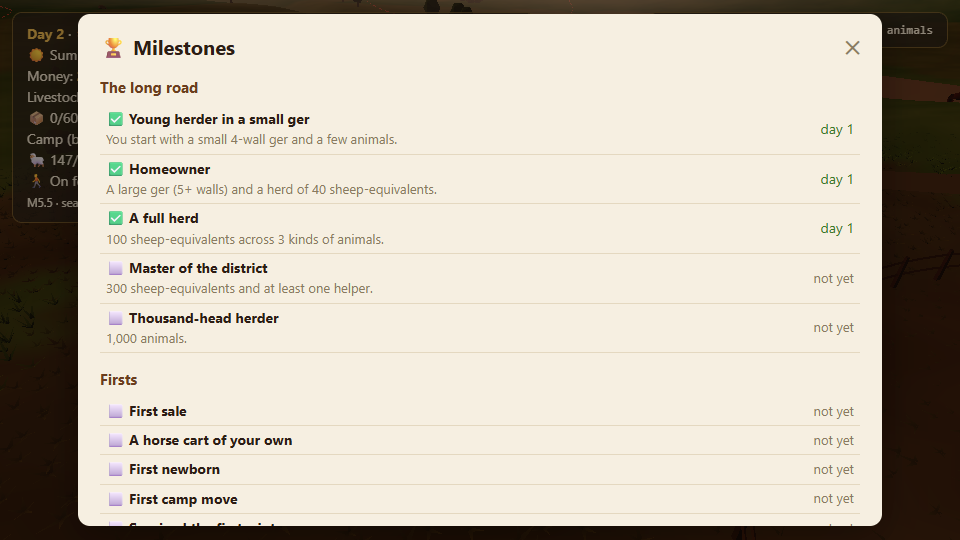 Milestones
The long road
Young herder in a small ger
You start with a small 4-wall ger and a few animals.
day 1
Homeowner
A large ger (5+ walls) and a herd of 40 sheep-equivalents.
day 1
A full herd
100 sheep-equivalents across 3 kinds of animals.
day 1
Master of the district
300 sheep-equivalents and at least one helper.
not yet
Thousand-head herder
1,000 animals.
not yet
Firsts
First sale
not yet
A horse cart of your own
not yet
First newborn
not yet
First camp move
not yet
Day 2 ·
Money:
0/60
Camp (b
147/
On
M5.5 ·
animals